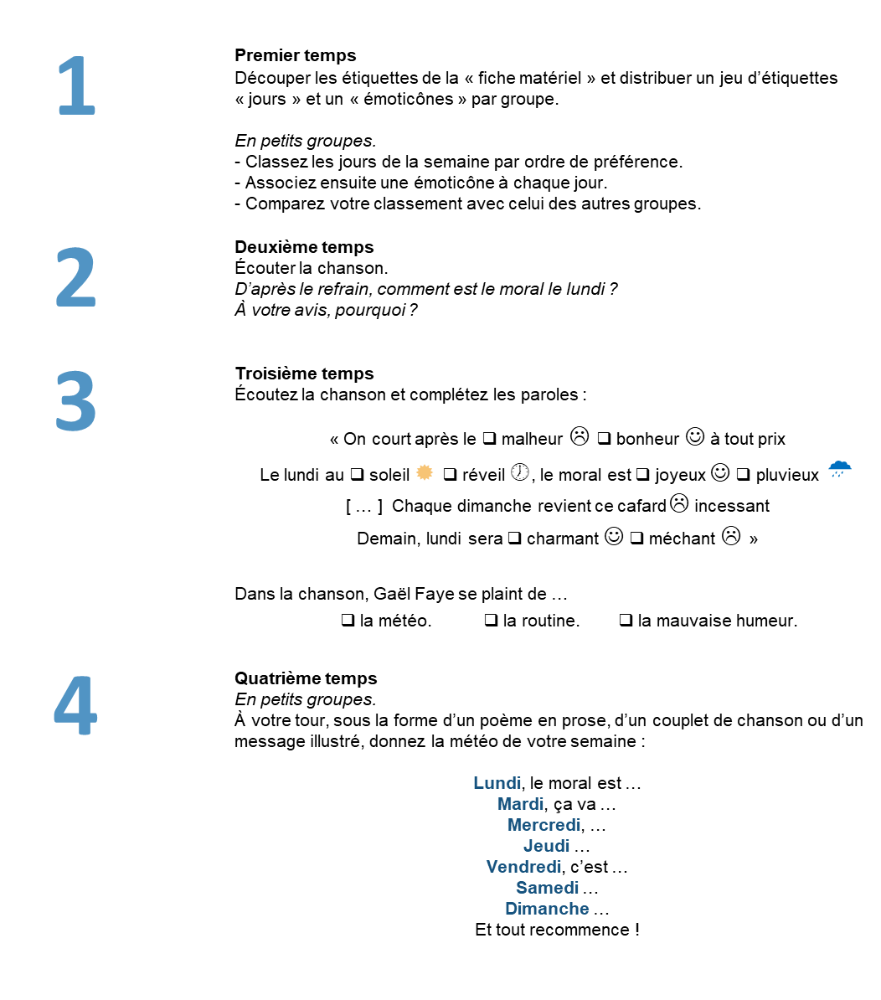 1
Premier temps
Découper les étiquettes de la « fiche matériel » et distribuer un jeu d’étiquettes
« jours » et un « émoticônes » par groupe.
En petits groupes.
- Classez les jours de la semaine par ordre de préférence.
- Associez ensuite une émoticône à chaque jour.
- Comparez votre classement avec celui des autres groupes.
2
Deuxième temps
Écouter la chanson.
D’après le refrain, comment est le moral le lundi ?
À votre avis, pourquoi ?
3
Troisième temps
Écoutez la chanson et complétez les paroles :
« On court après le ❑ malheur ☹ ❑ bonheur ☺ à tout prix
Le lundi au ❑ soleil ❑ réveil , le moral est ❑ joyeux ☺ ❑ pluvieux
[ … ] Chaque dimanche revient ce cafard ☹ incessant
Demain, lundi sera ❑ charmant ☺ ❑ méchant ☹ »
Dans la chanson, Gaël Faye se plaint de …
❑ la météo. ❑ la routine. ❑ la mauvaise humeur.
4
Quatrième temps
En petits groupes.
À votre tour, sous la forme d’un poème en prose, d’un couplet de chanson ou d’un
message illustré, donnez la météo de votre semaine :
Lundi, le moral est …
Mardi, ça va …
Mercredi, …
Jeudi …
Vendredi, c’est …
Samedi …
Dimanche …
Et tout recommence !